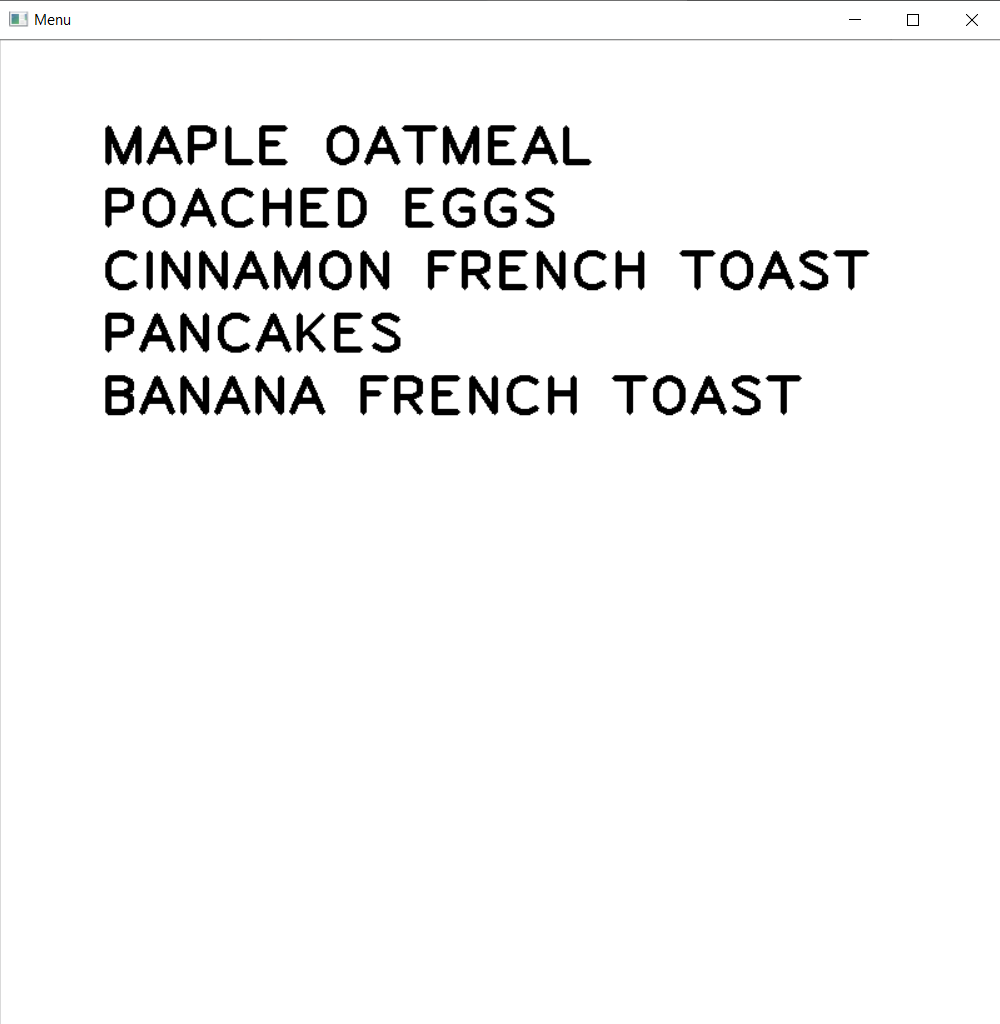 Menu
MAPLE OATMEAL
POACHED EGGS
CINNAMON FRENCH TOAST
PANCAKES
BANANA FRENCH TOAST